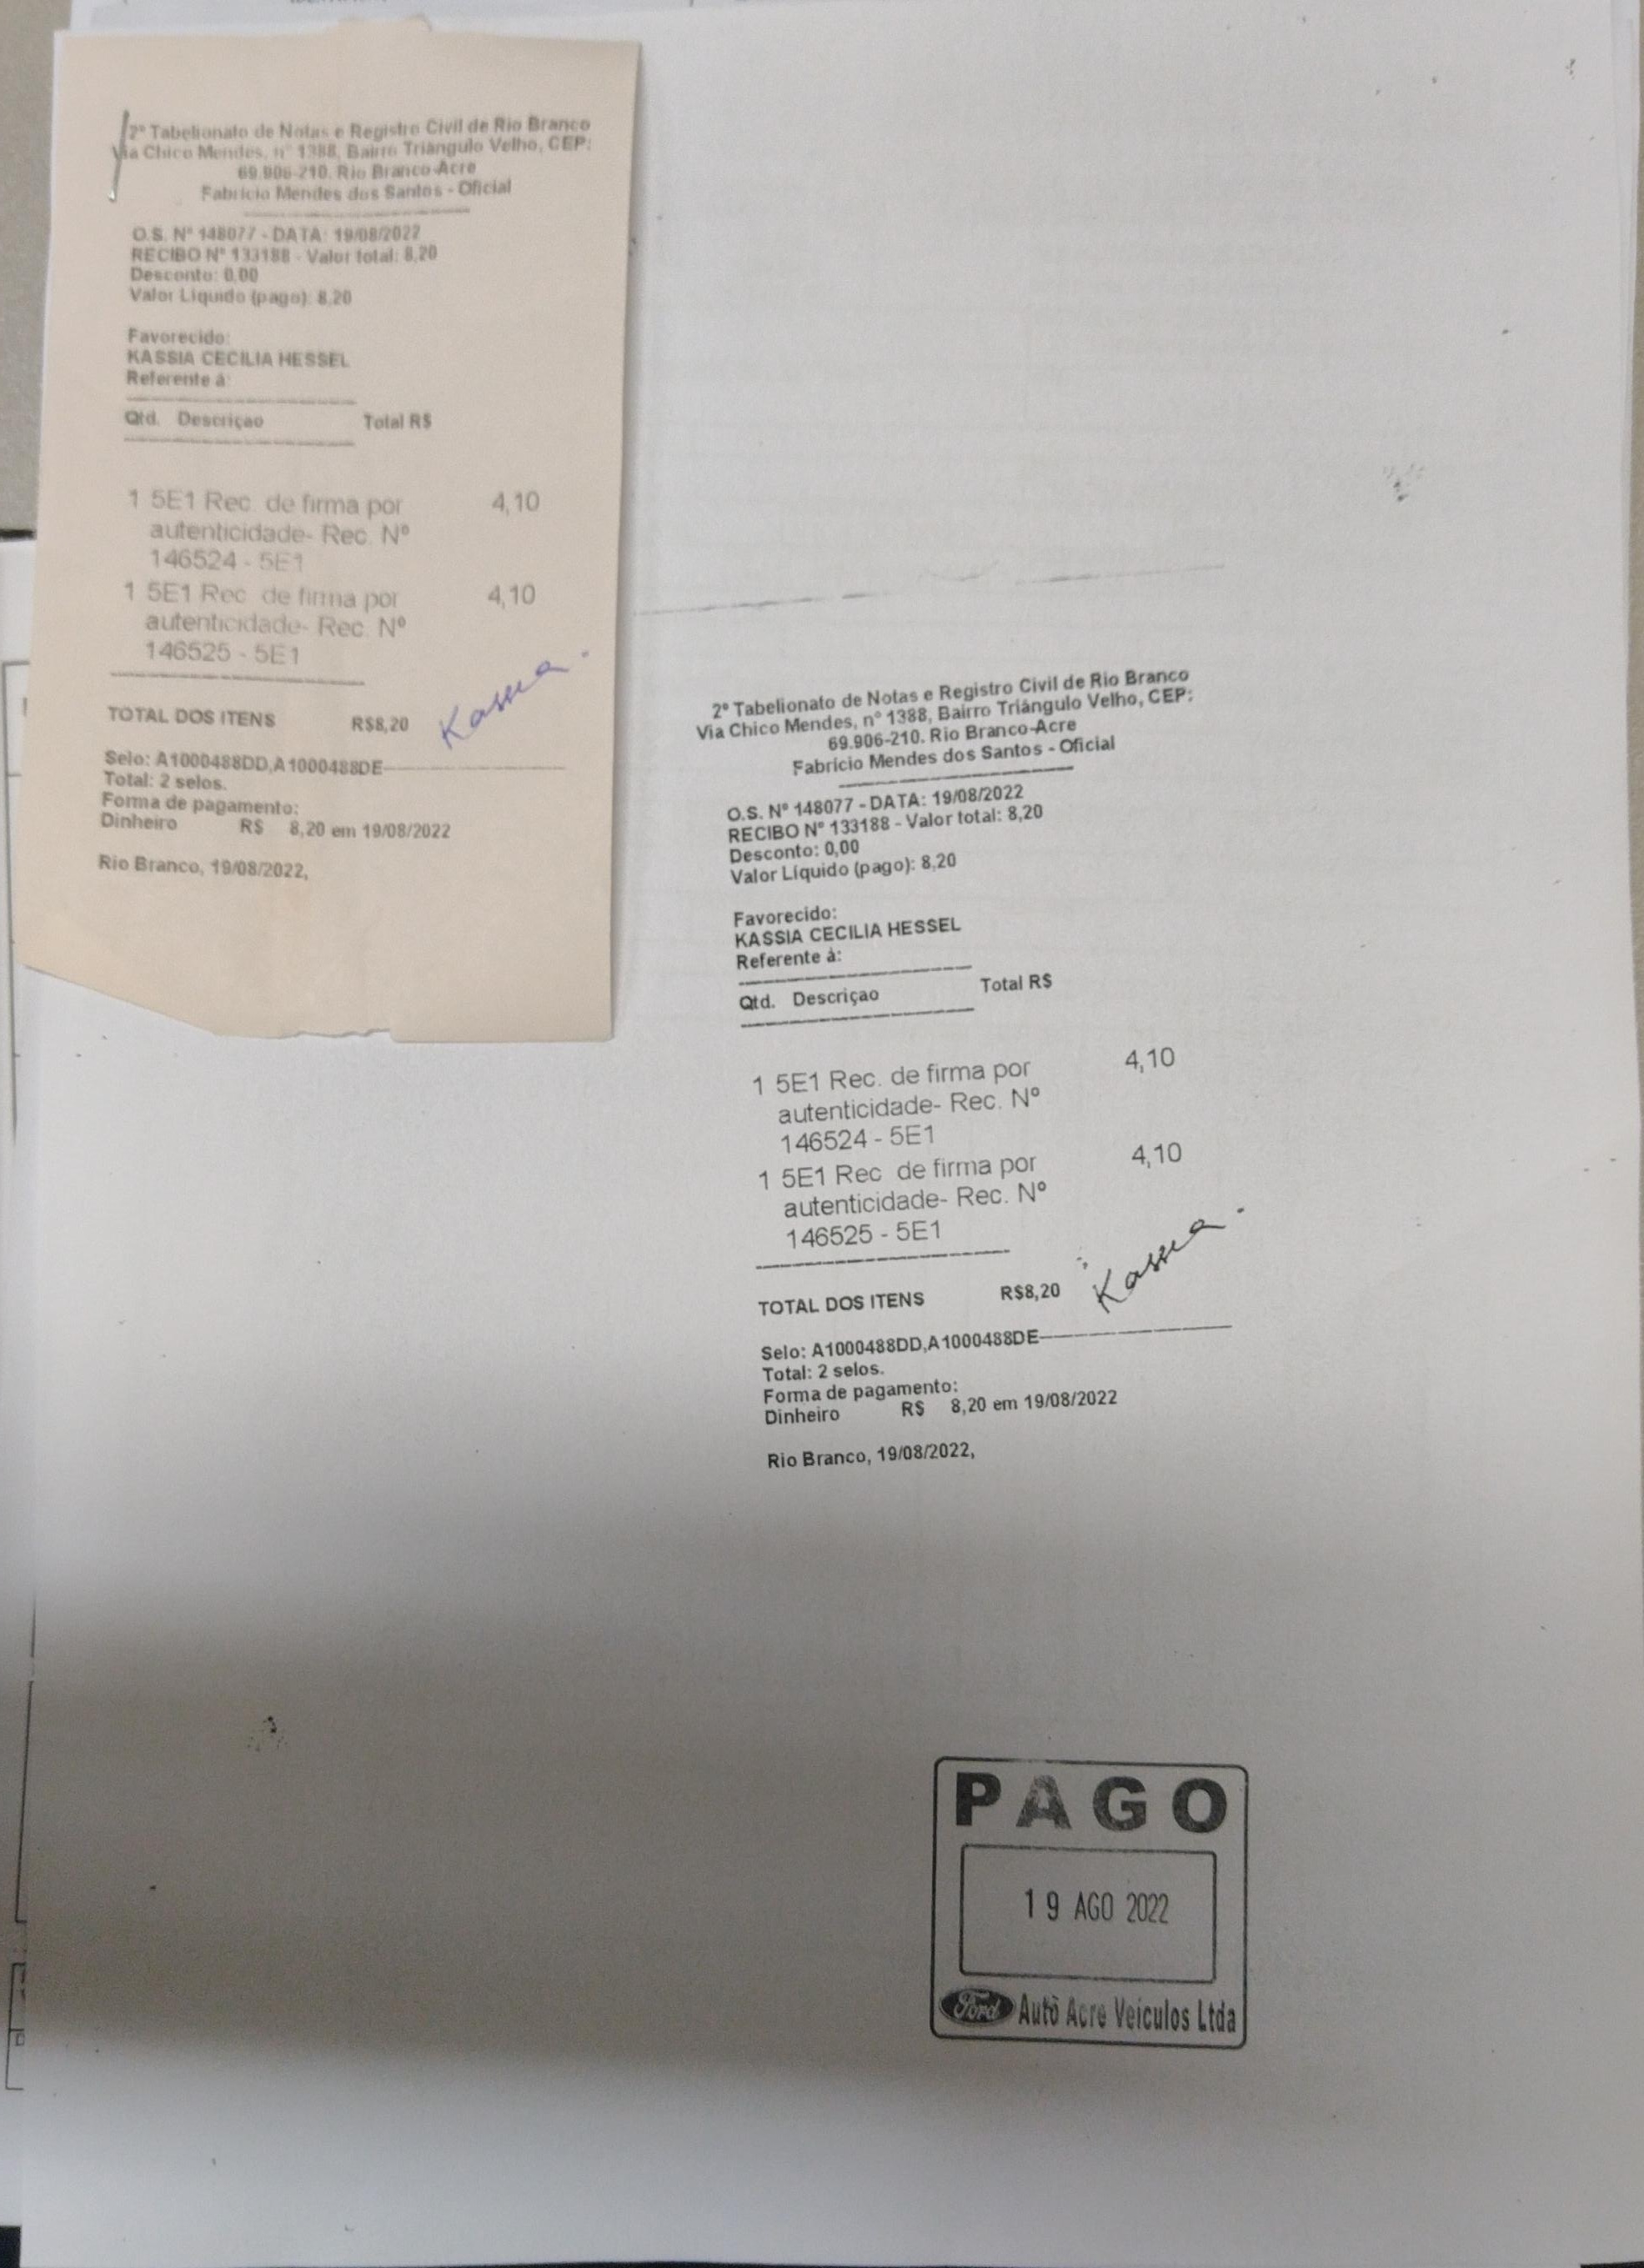 2º Tabelionato de Notas e Registro Civil de Rio Branco
Via Chico Mendes, nº 1388, Bairro Triângulo Velho, CEP:
69.906-210. Rio Branco-Acre
Fabrício Mendes dos Santos - Oficial
O.S. Nº 148077 - DATA: 19/08/2022
RECIBO Nº 133188 - Valor total: 8,20
Desconto: 0,00
Valor Líquido (pago): 8,20
Favorecido:
KASSIA CECILIA HESSEL
Referente à:
Qtd. Descriçao Total R$
1 5E1 Rec. de firma por 4,10
autenticidade- Rec. Nº
146524 - 5E1
1 5E1 Rec de firma por 4,10
autenticidade- Rec. Nº
146525 - 5E1
TOTAL DOS ITENS R$8,20
Kassia.
Selo: A1000488DD,A1000488DE
Total: 2 selos.
Forma de pagamento:
Dinheiro R$ 8,20 em 19/08/2022
Rio Branco, 19/08/2022,
2º Tabelionato de Notas e Registro Civil de Rio Branco
Via Chico Mendes, nº 1388, Bairro Triângulo Velho, CEP:
69.906-210. Rio Branco-Acre
Fabrício Mendes dos Santos - Oficial
O.S. Nº 148077 - DATA: 19/08/2022
RECIBO Nº 133188 - Valor total: 8,20
Desconto: 0,00
Valor Líquido (pago): 8,20
Favorecido:
KASSIA CECILIA HESSEL
Referente à:
Qtd. Descriçao Total R$
1 5E1 Rec. de firma por 4,10
autenticidade- Rec. Nº
146524 - 5E1
1 5E1 Rec de firma por 4,10
autenticidade- Rec. Nº
146525 - 5E1
TOTAL DOS ITENS R$8,20
Kassia.
Selo: A1000488DD,A1000488DE
Total: 2 selos.
Forma de pagamento:
Dinheiro R$ 8,20 em 19/08/2022
Rio Branco, 19/08/2022,
PAGO
19 AGO 2022
Ford Auto Acre Veículos Ltda